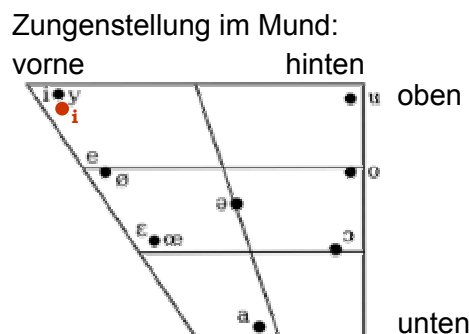 Zungenstellung im Mund:
vorne hinten
i y u oben
i
e ø o
ə
ɛ œ ɔ
a unten